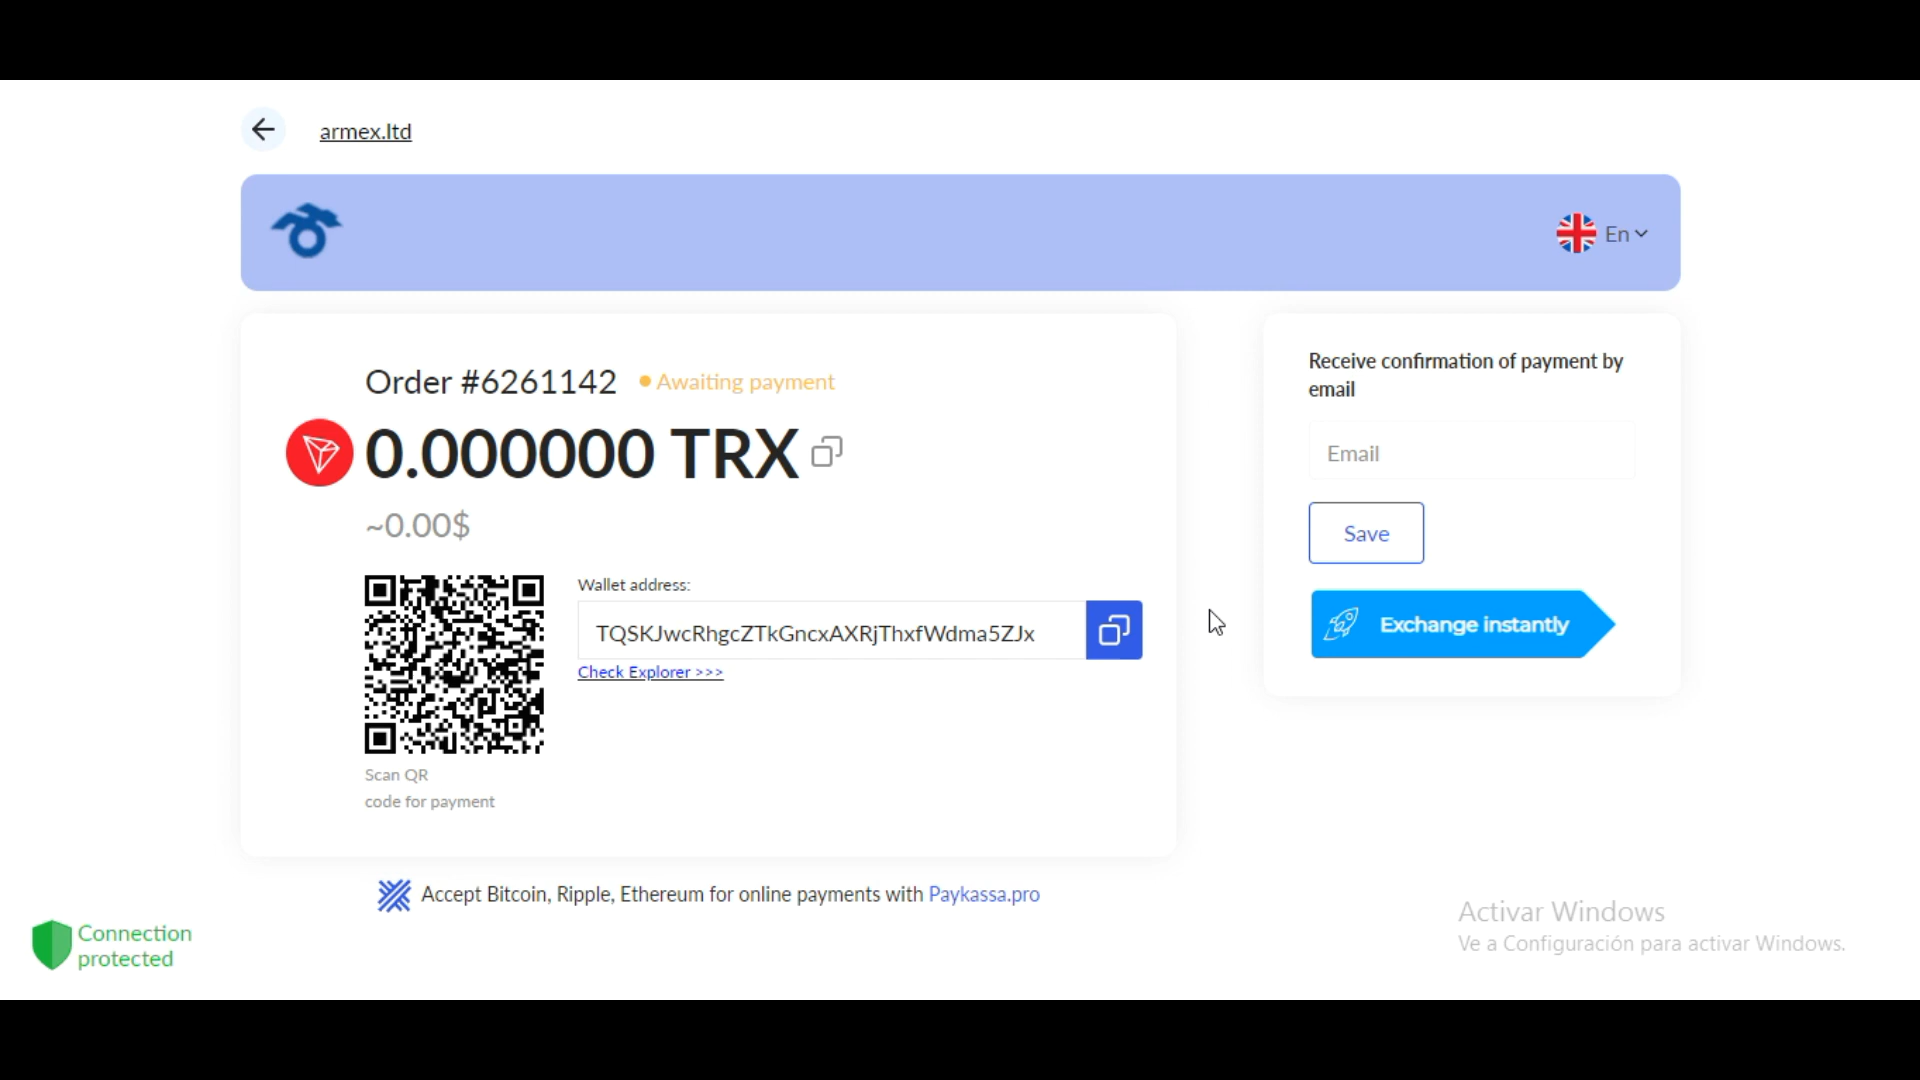 armex.ltd
En
Order #6261142 Awaiting payment
0.000000 TRX
~0.00$
Wallet address:
TQSKJwcRhgcZTkGncxAXRjThxfWdma5ZJx
Check Explorer >>>
Scan QR
code for payment
Receive confirmation of payment by
email
Email
Save
Exchange instantly
Accept Bitcoin, Ripple, Ethereum for online payments with Paykassa.pro
Connection
protected
Activar Windows
Ve a Configuración para activar Windows.